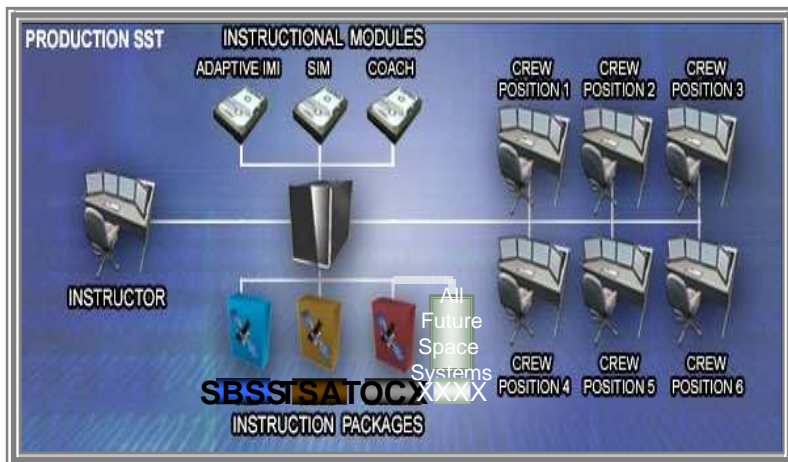 PRODUCTION SST
INSTRUCTIONAL MODULES
ADAPTIVE IMI SIM COACH
CREW POSITION 1
CREW POSITION 2
CREW POSITION 3
INSTRUCTOR
All
Future
Space
Systems
SBSS TSAT OCX XXXX
INSTRUCTION PACKAGES
CREW POSITION 4
CREW POSITION 5
CREW POSITION 6